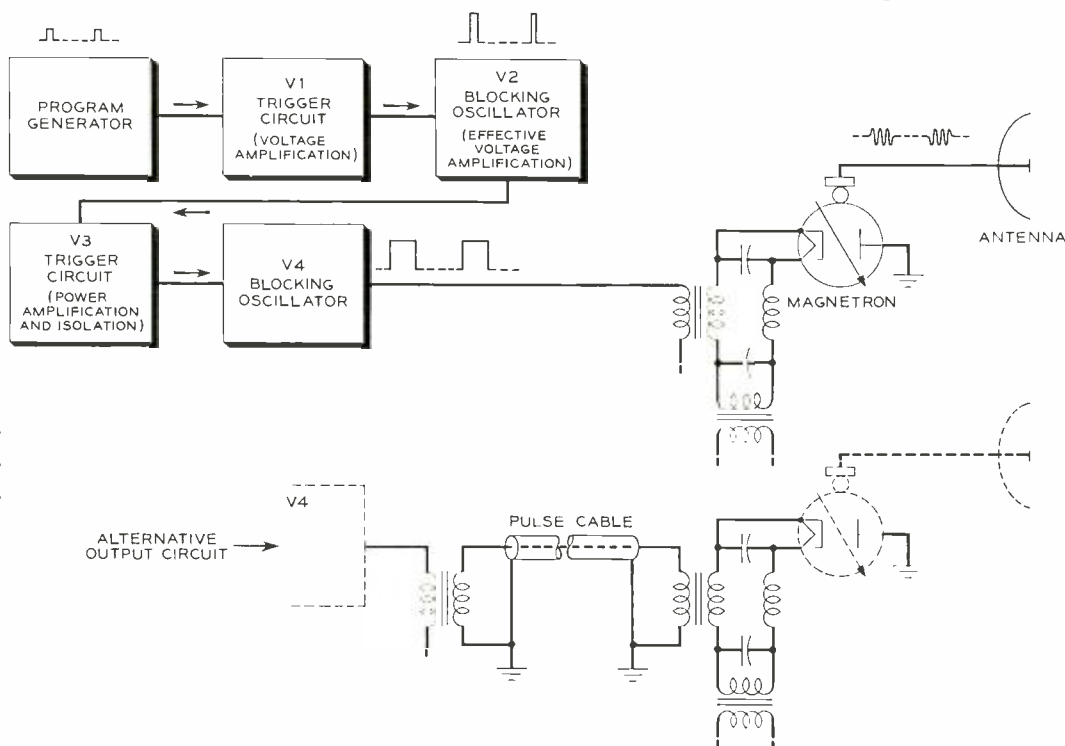 PROGRAM
GENERATOR
V1
TRIGGER
CIRCUIT
(VOLTAGE
AMPLIFICATION)
V2
BLOCKING
OSCILLATOR
(EFFECTIVE
VOLTAGE
AMPLIFICATION)
V3
TRIGGER
CIRCUIT
(POWER
AMPLIFICATION
AND ISOLATION)
V4
BLOCKING
OSCILLATOR
MAGNETRON
ANTENNA
ALTERNATIVE
OUTPUT CIRCUIT
V4
PULSE CABLE